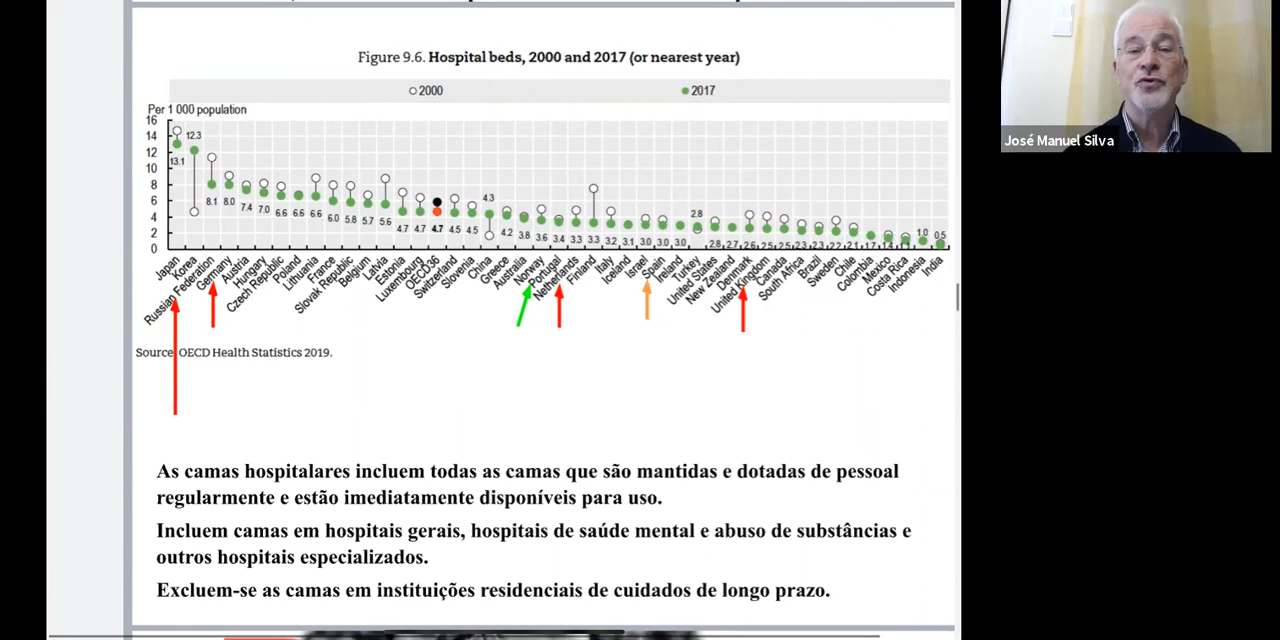 Figure 9.6. Hospital beds, 2000 and 2017 (or nearest year)
2000 2017
Per 1 000 population
16
14
12
10
8
6
4
2
0
13.1 12.3 8.1 8.0 7.4 7.0 6.6 6.6 6.6 6.0 5.8 5.7 5.6 4.7 4.7 4.7 4.5 4.5 4.3 4.2 3.8 3.6 3.4 3.3 3.3 3.2 3.1 3.0 3.0 3.0 2.8 2.8 2.7 2.6 2.5 2.5 2.3 2.3 2.2 2.1 1.7 1.4 1.1 1.0 0.5
Japan
Korea
Russian Federation
Germany
Austria
Hungary
Czech Republic
Poland
Lithuania
France
Slovak Republic
Belgium
Latvia
Estonia
Luxembourg
OECD36
Switzerland
Slovenia
China
Greece
Australia
Norway
Portugal
Netherlands
Finland
Italy
Iceland
Israel
Spain
Ireland
Turkey
United States
New Zealand
Denmark
United Kingdom
Canada
South Africa
Brazil
Sweden
Chile
Colombia
Mexico
Costa Rica
Indonesia
India
Source: OECD Health Statistics 2019.
As camas hospitalares incluem todas as camas que são mantidas e dotadas de pessoal
regularmente e estão imediatamente disponíveis para uso.
Incluem camas em hospitais gerais, hospitais de saúde mental e abuso de substâncias e
outros hospitais especializados.
Excluem-se as camas em instituições residenciais de cuidados de longo prazo.
José Manuel Silva